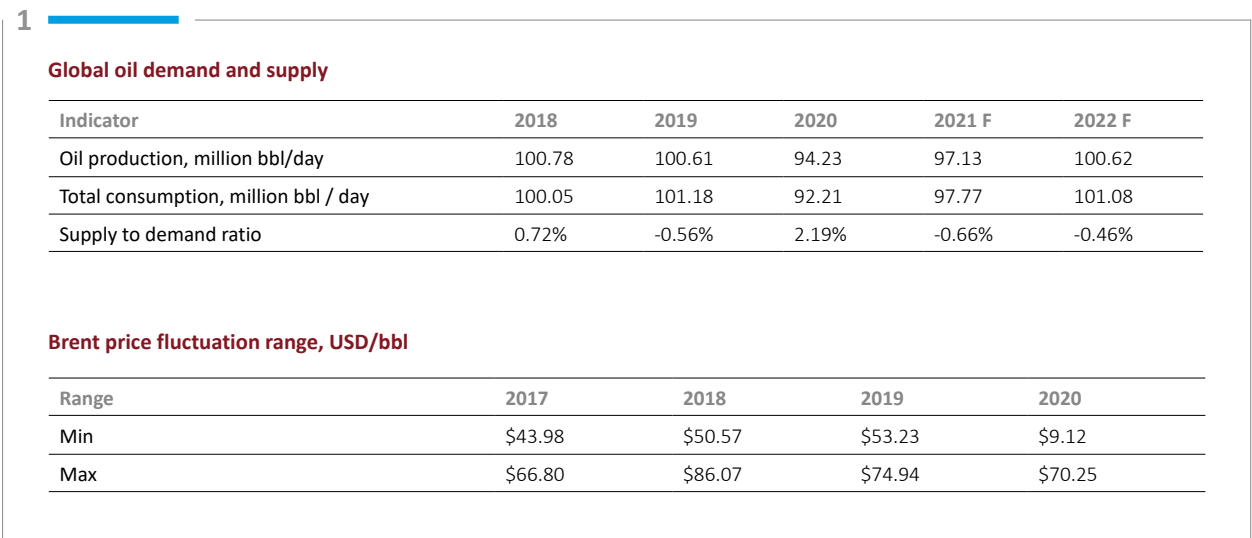 1
Global oil demand and supply
Indicator 2018 2019 2020 2021 F 2022 F
Oil production, million bbl/day 100.78 100.61 94.23 97.13 100.62
Total consumption, million bbl / day 100.05 101.18 92.21 97.77 101.08
Supply to demand ratio 0.72% -0.56% 2.19% -0.66% -0.46%
Brent price fluctuation range, USD/bbl
Range 2017 2018 2019 2020
Min $43.98 $50.57 $53.23 $9.12
Max $66.80 $86.07 $74.94 $70.25